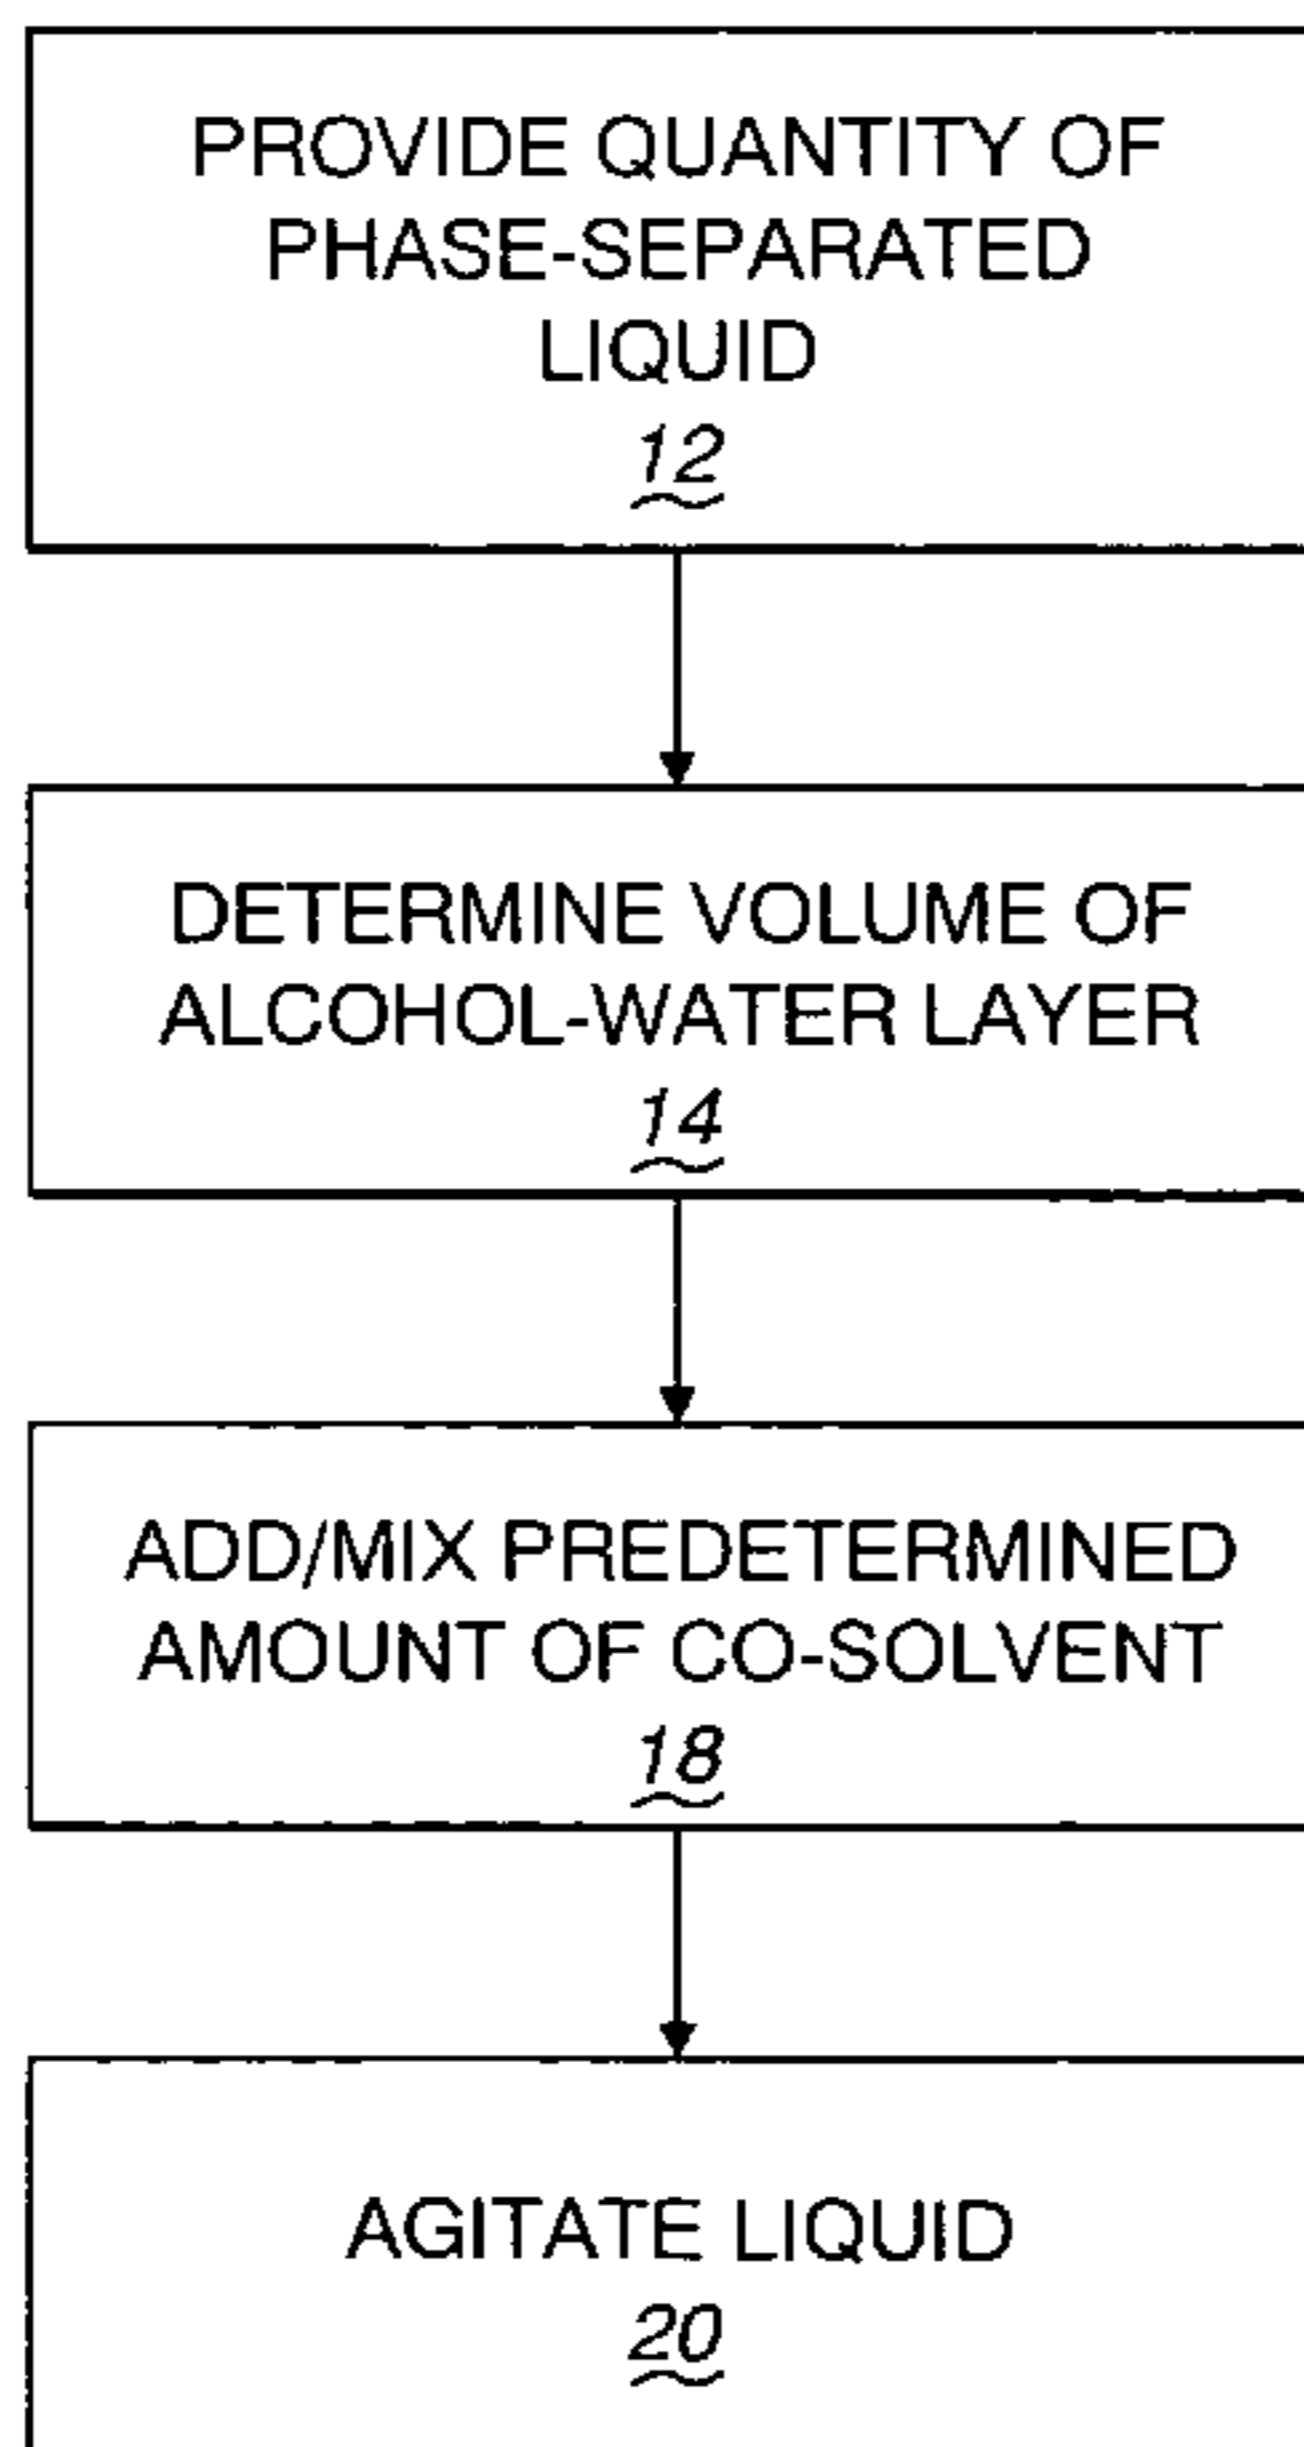 PROVIDE QUANTITY OF
PHASE-SEPARATED
LIQUID
12
DETERMINE VOLUME OF
ALCOHOL-WATER LAYER
14
ADD/MIX PREDETERMINED
AMOUNT OF CO-SOLVENT
18
AGITATE LIQUID
20